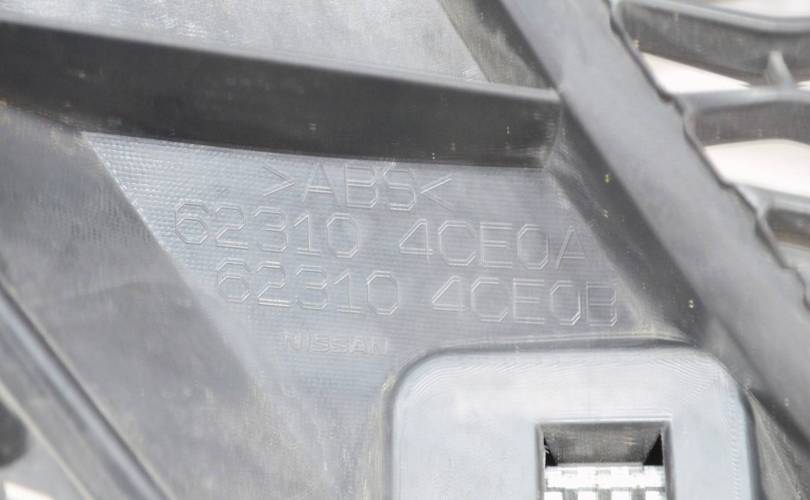 >ABS<
62310 4CE0A
62310 4CE0B
NISSAN